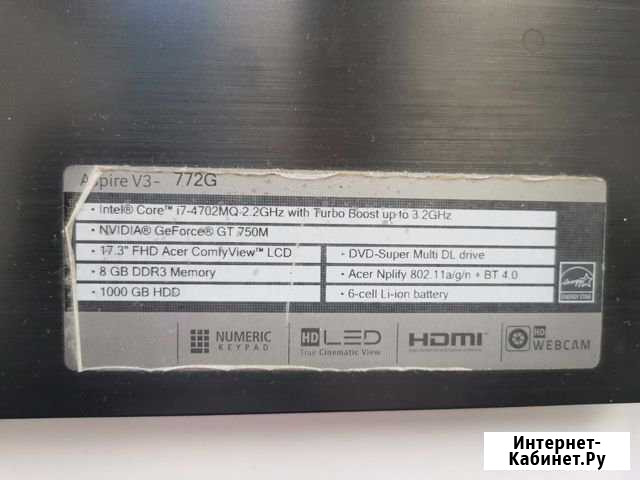 Aspire V3- 772G
• Intel® Core™ i7-4702MQ 2.2GHz with Turbo Boost up to 3.2GHz
• NVIDIA® GeForce® GT 750M
• 17.3" FHD Acer ComfyView™ LCD
• DVD-Super Multi DL drive
• 8 GB DDR3 Memory
• Acer Nplify 802.11a/g/n + BT 4.0
• 1000 GB HDD
• 6-cell Li-ion battery
ENERGY STAR
NUMERIC
KEYPAD
HD LED
True Cinematic View
HDMI
HD
WEBCAM
Интернет-
Кабинет.Ру